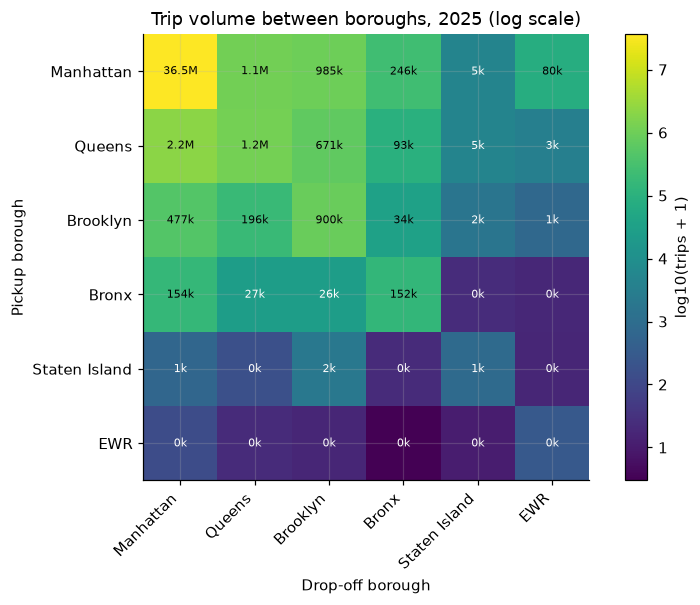 Trip volume between boroughs, 2025 (log scale)
Manhattan 36.5M 1.1M 985k 246k 5k 80k
Queens 2.2M 1.2M 671k 93k 5k 3k
Brooklyn 477k 196k 900k 34k 2k 1k
Bronx 154k 27k 26k 152k 0k 0k
Staten Island 1k 0k 2k 0k 1k 0k
EWR 0k 0k 0k 0k 0k 0k
Manhattan Queens Brooklyn Bronx Staten Island EWR
Drop-off borough
Pickup borough
7
6
5
4
3
2
1
log10(trips + 1)